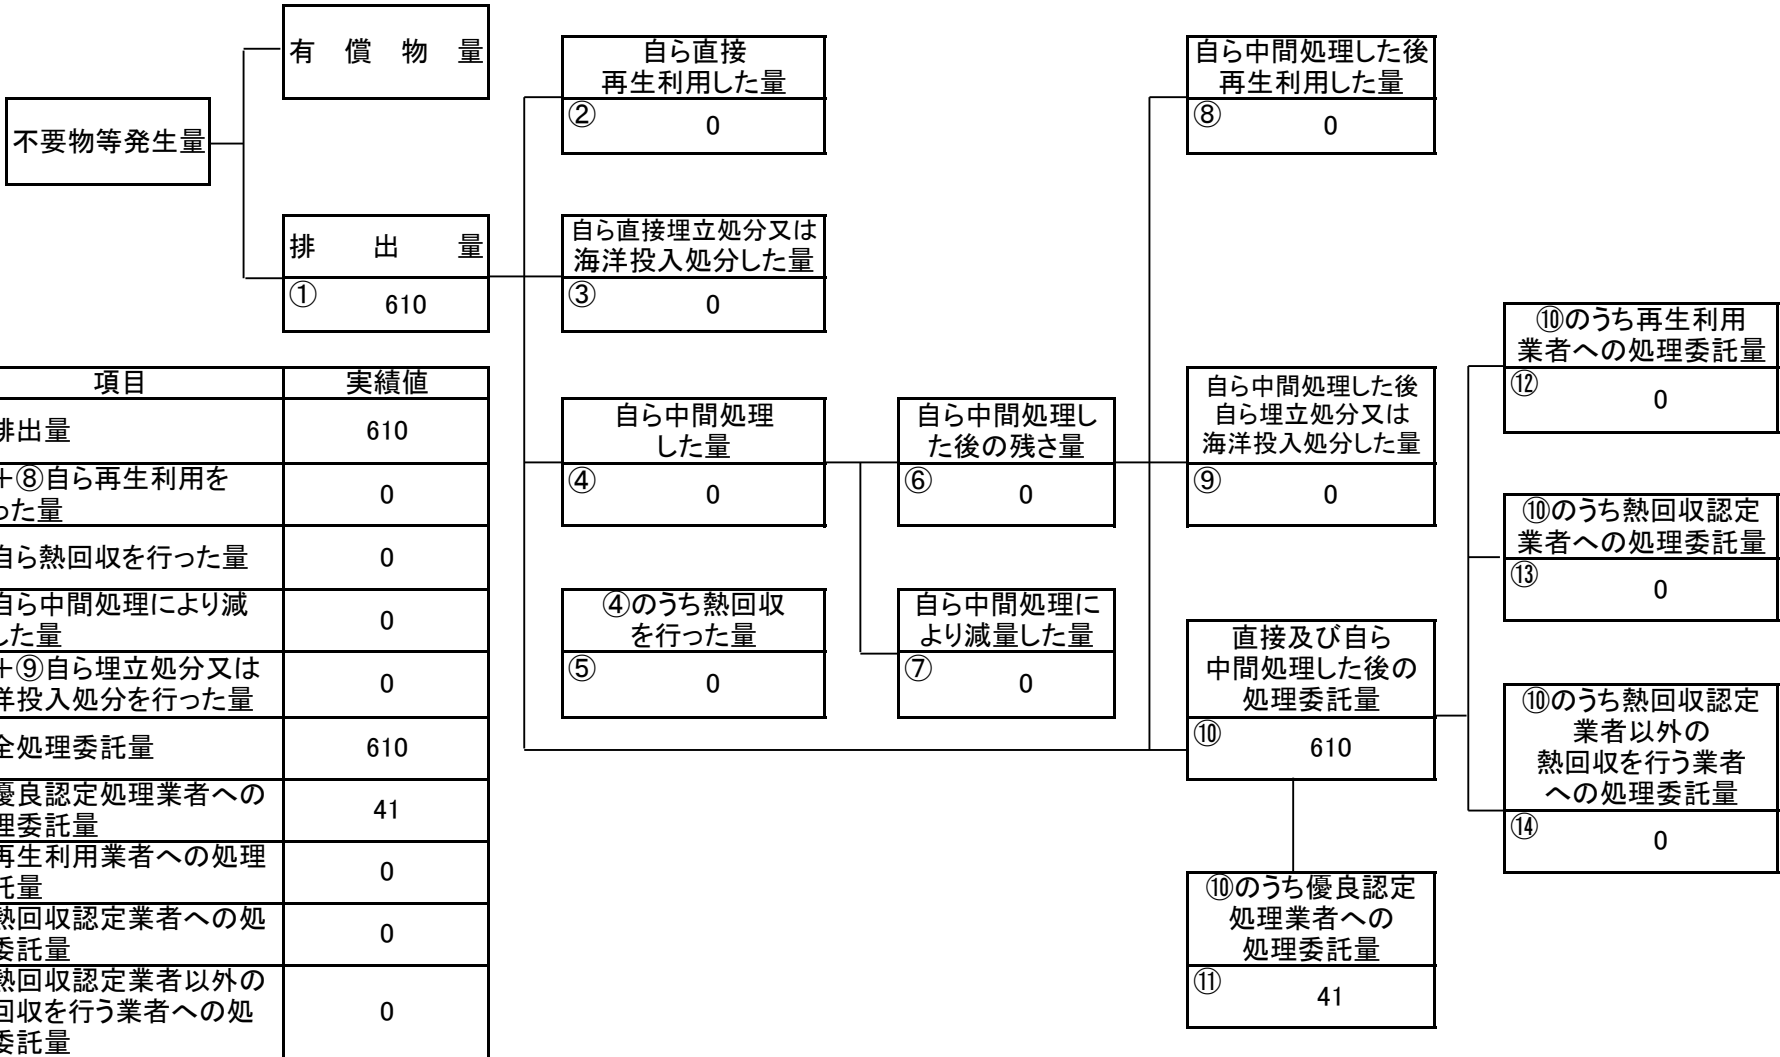 有償物量
不要物等発生量
排出量
①
610
自ら直接
再生利用した量
②
0
自ら直接埋立処分又は
海洋投入処分した量
③
0
自ら中間処理
した量
④
0
④のうち熱回収
を行った量
⑤
0
自ら中間処理し
た後の残さ量
⑥
0
自ら中間処理に
より減量した量
⑦
0
自ら中間処理した後
再生利用した量
⑧
0
自ら中間処理した後
自ら埋立処分又は
海洋投入処分した量
⑨
0
直接及び自ら
中間処理した後の
処理委託量
⑩
610
⑩のうち優良認定
処理業者への
処理委託量
⑪
41
⑩のうち再生利用
業者への処理委託量
⑫
0
⑩のうち熱回収認定
業者への処理委託量
⑬
0
⑩のうち熱回収認定
業者以外の
熱回収を行う業者
への処理委託量
⑭
0
項目 実績値
排出量 610
+⑧自ら再生利用を
った量
0
自ら熱回収を行った量 0
自ら中間処理により減
した量
0
+⑨自ら埋立処分又は
洋投入処分を行った量
0
全処理委託量 610
優良認定処理業者への
理委託量
41
再生利用業者への処理
託量
0
熱回収認定業者への処
委託量
0
熱回収認定業者以外の
回収を行う業者への処
委託量
0